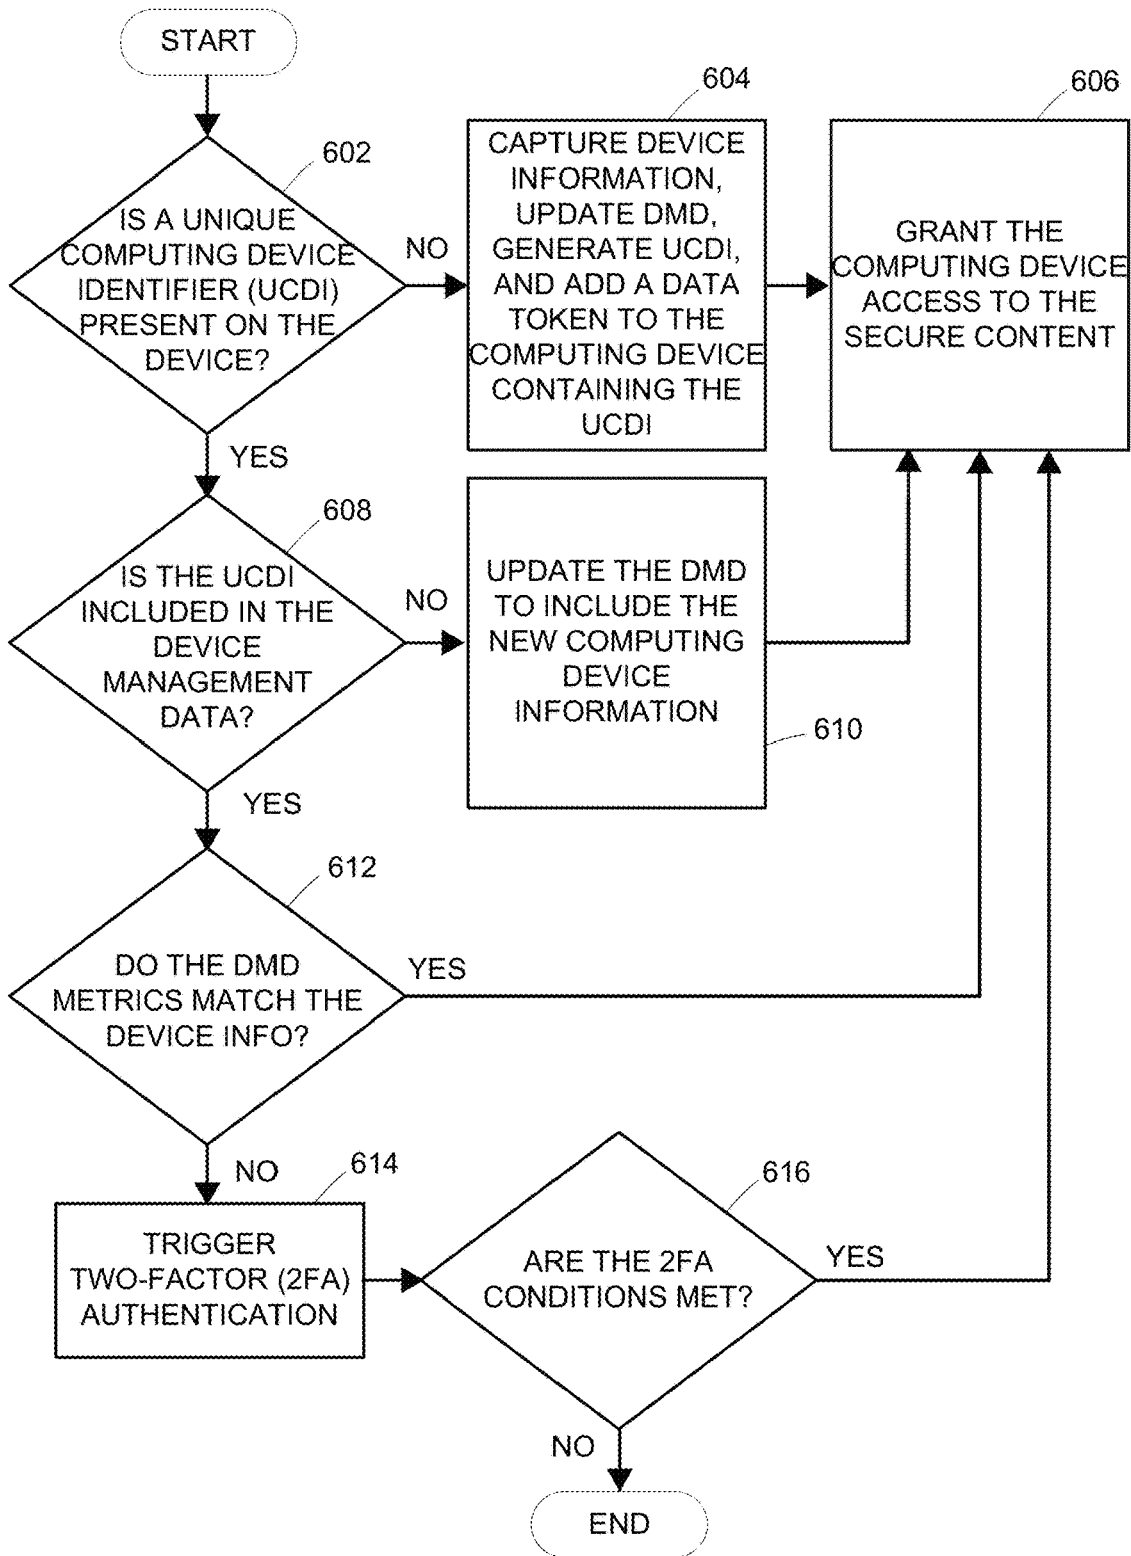 START
602
IS A UNIQUE
COMPUTING DEVICE
IDENTIFIER (UCDI)
PRESENT ON THE
DEVICE?
NO
YES
604
CAPTURE DEVICE
INFORMATION,
UPDATE DMD,
GENERATE UCDI,
AND ADD A DATA
TOKEN TO THE
COMPUTING DEVICE
CONTAINING THE
UCDI
606
GRANT THE
COMPUTING DEVICE
ACCESS TO THE
SECURE CONTENT
608
IS THE UCDI
INCLUDED IN THE
DEVICE
MANAGEMENT
DATA?
NO
YES
UPDATE THE DMD
TO INCLUDE THE
NEW COMPUTING
DEVICE
INFORMATION
610
612
DO THE DMD
METRICS MATCH THE
DEVICE INFO?
YES
NO
614
TRIGGER
TWO-FACTOR (2FA)
AUTHENTICATION
616
ARE THE 2FA
CONDITIONS MET?
YES
NO
END